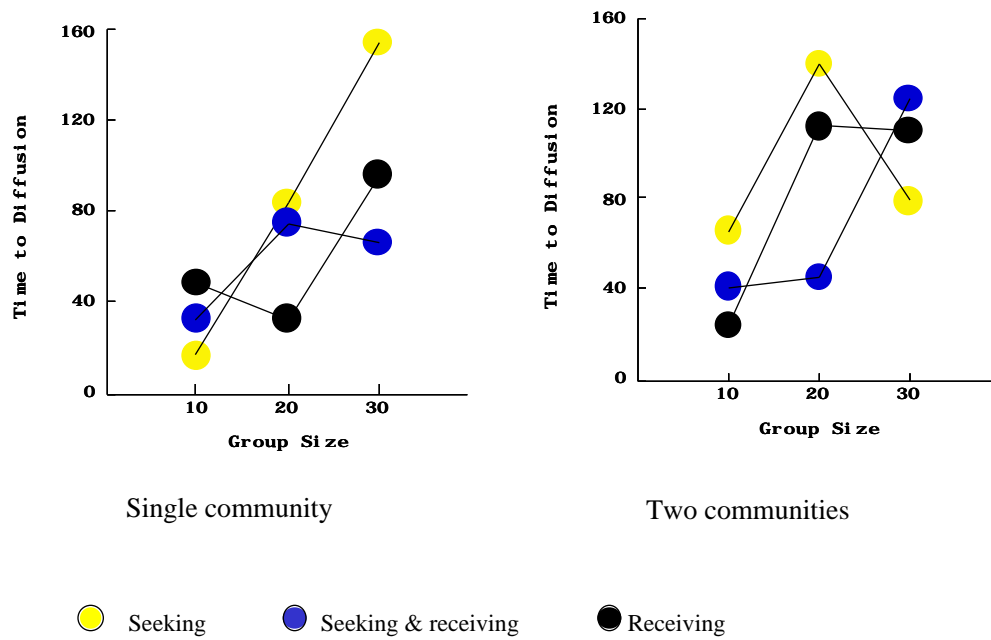 160
120
80
40
0
10 20 30
Time to Diffusion
Group Size
Single community
160
120
80
40
0
10 20 30
Time to Diffusion
Group Size
Two communities
Seeking Seeking & receiving Receiving